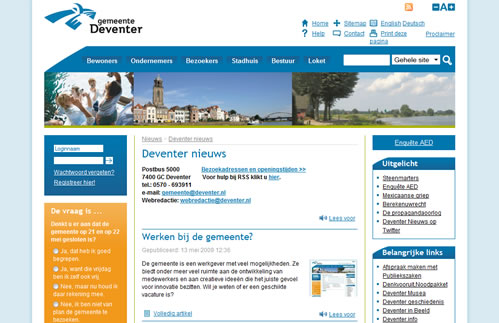 gemeente
Deventer
Home
Sitemap
English Deutsch
Help
Contact
Print deze
pagina
Proclaimer
A
Bewoners
Ondernemers
Bezoekers
Stadhuis
Bestuur
Loket
Gehele site
Loginnaam
Wachtwoord vergeten?
Registreer hier!
De vraag is ...
Denkt u er aan dat de
gemeente op 21 en 22
mei gesloten is?
Ja, dat heb ik goed
begrepen.
Ja, want die vrijdag
ben ik zelf ook vrij
Nee, maar nu houd ik
daar rekening mee.
Nee, ik ben niet van
plan de gemeente te
bezoeken
Nieuws › Deventer nieuws
Deventer nieuws
Postbus 5000
Bezoekadressen en openingstijden >>
7400 GC Deventer
Voor hulp bij RSS klikt u hier.
tel.: 0570 - 693911
e-mail: gemeente@deventer.nl
Webredactie: webredactie@deventer.nl
Lees voor
Werken bij de gemeente?
Gepubliceerd: 13 mei 2009 12:36
De gemeente is een werkgever met veel mogelijkheden. Ze
biedt onder meer veel ruimte aan de ontwikkeling van
medewerkers en aan creatieve ideeën die het juiste gevoel
voor innovatie bezitten. Wil je weten of er een geschikte
vacature is?
Volledig artikel
Lees voor
Enquête AED
Uitgelicht
Steenmarters
Enquête AED
Mexicaanse griep
Berekenuwrecht
De propagandaoorlog
Deventer Nieuws op
Twitter
Belangrijke links
Afspraak maken met
Publiekszaken
Denkvooruit Noodpakket
Deventer Musea
Deventer geschiedenis
Deventer in Beeld
Deventer.info